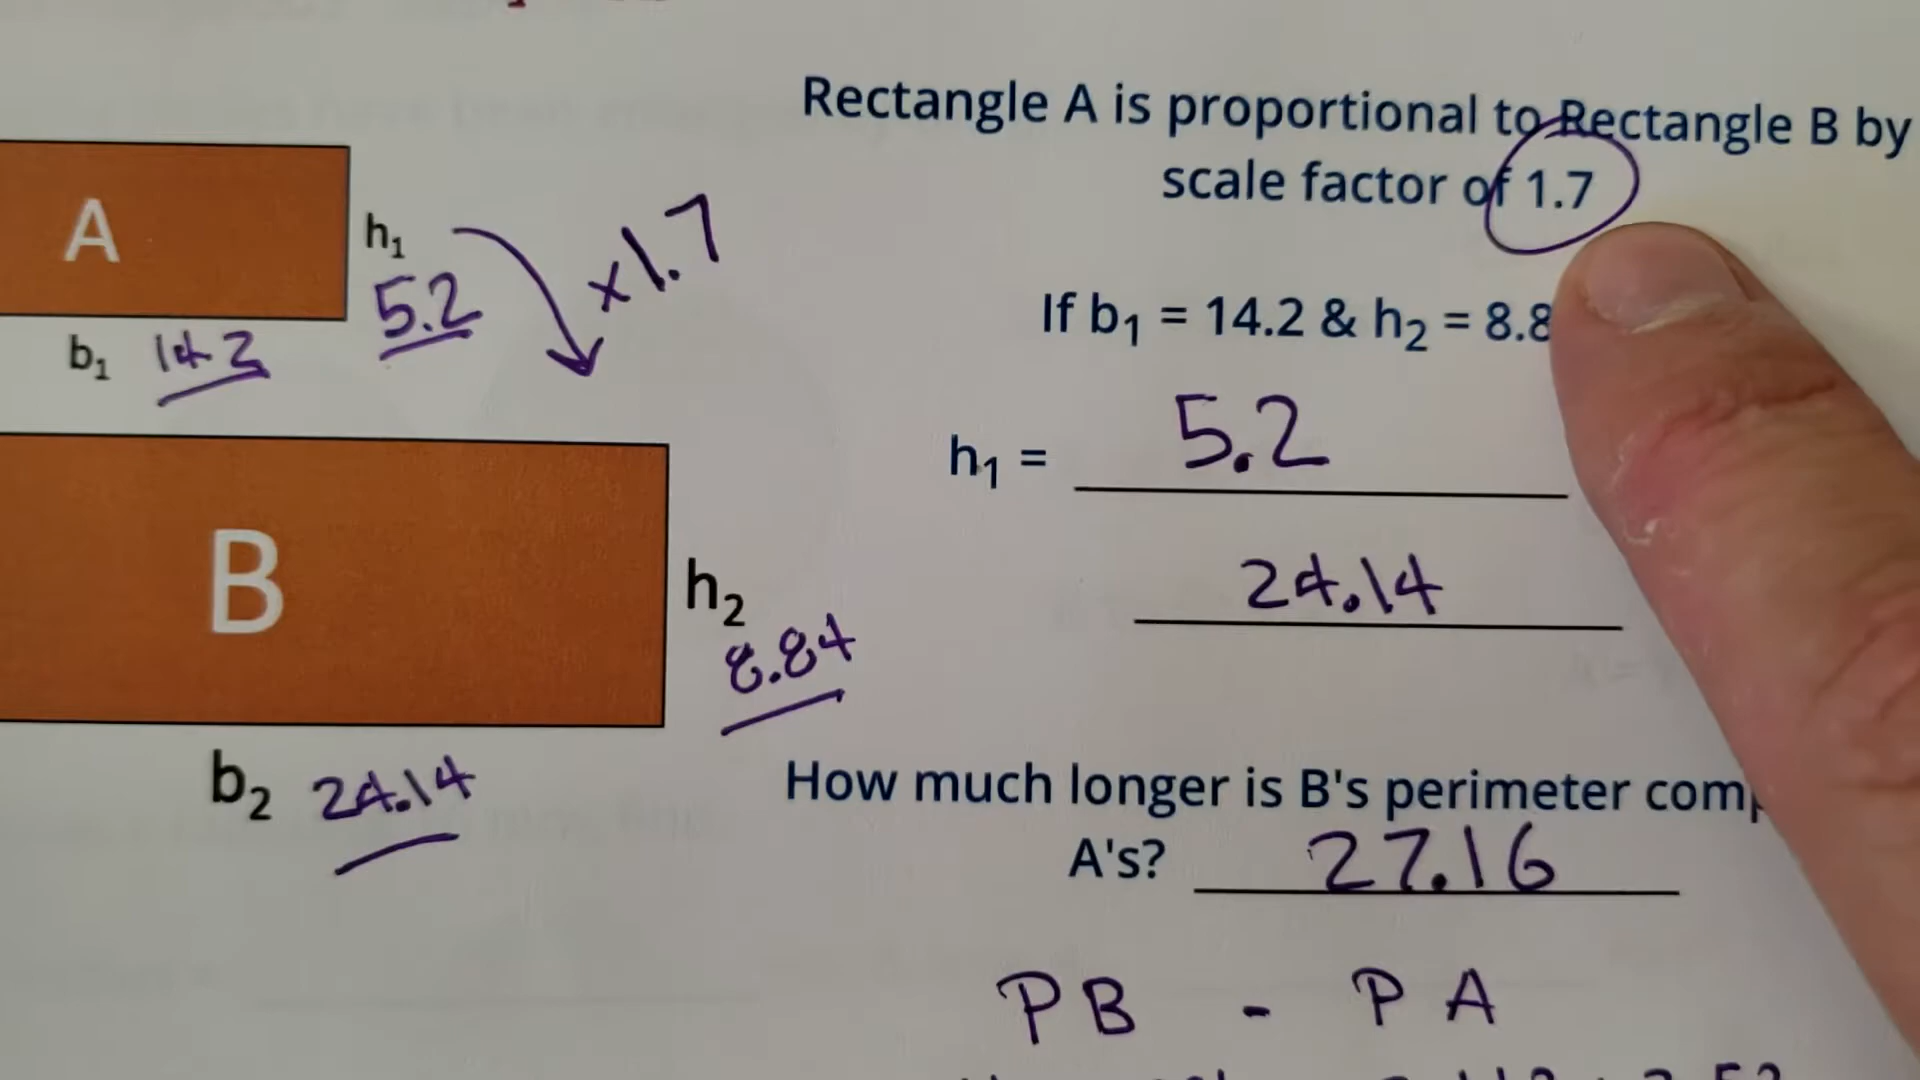 Rectangle A is proportional to Rectangle B by
scale factor of 1.7
A
h₁
5.2
x1.7
b₁ 14.2
If b₁ = 14.2 & h₂ = 8.8
h₁ = 5.2
24.14
B
h₂
8.84
b₂ 24.14
How much longer is B's perimeter
A's? 27.16
PB - PA